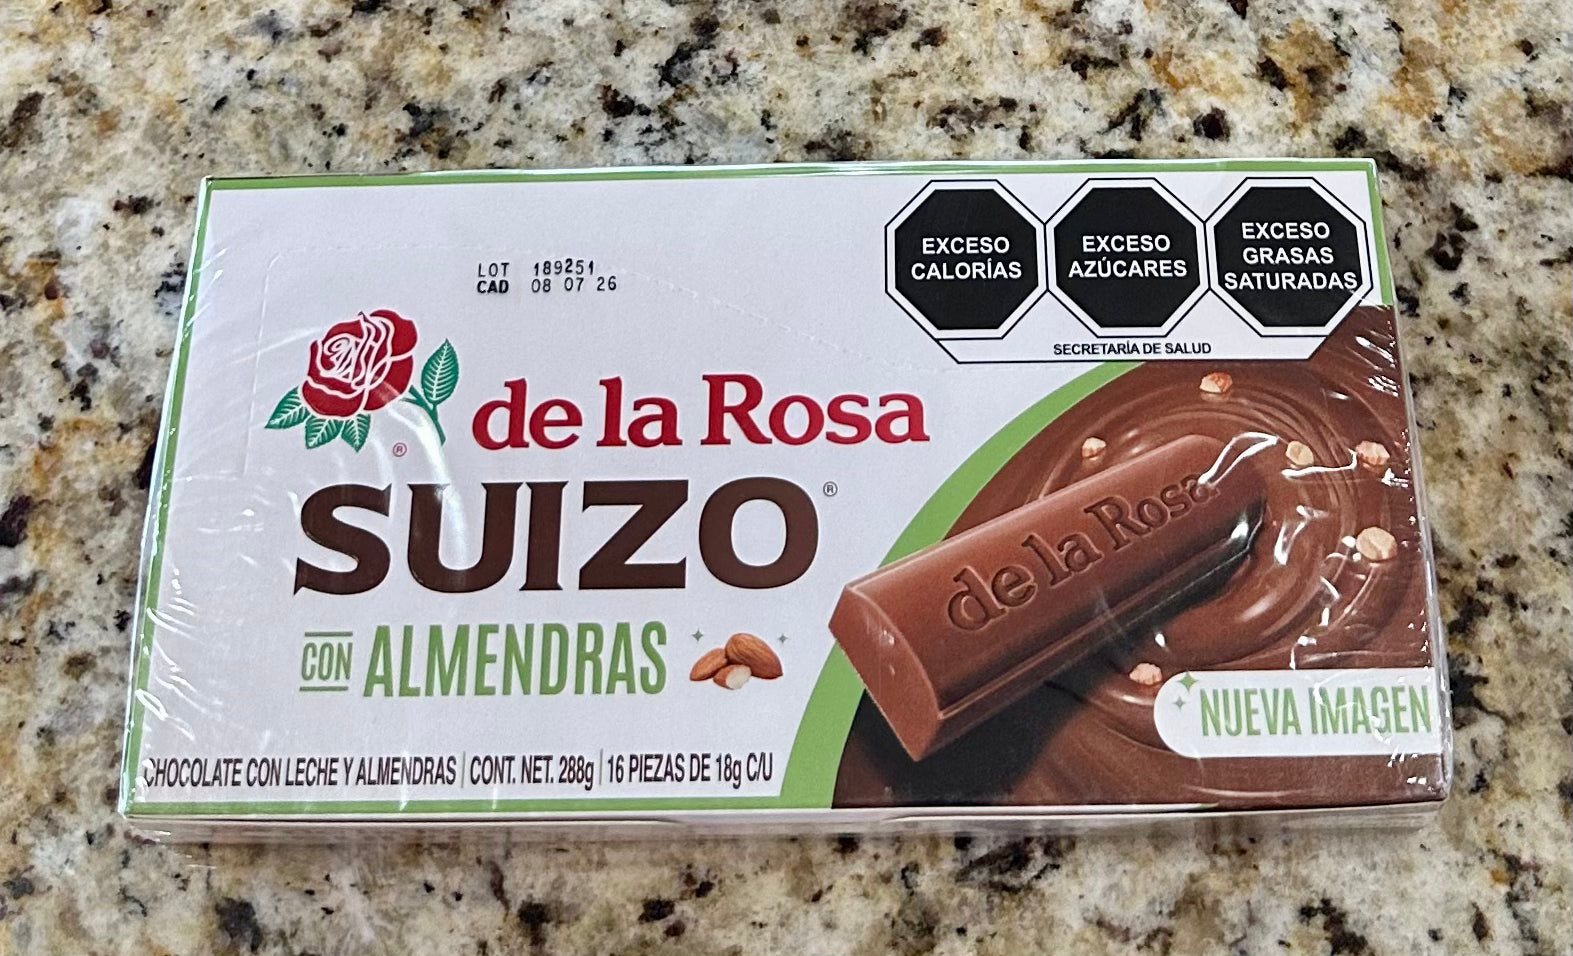 LOT 189251
CAD 08 07 26
EXCESO
CALORÍAS
EXCESO
AZÚCARES
EXCESO
GRASAS
SATURADAS
SECRETARÍA DE SALUD
de la Rosa
®
SUIZO®
CON ALMENDRAS
de la Rosa
NUEVA IMAGEN
CHOCOLATE CON LECHE Y ALMENDRAS | CONT. NET. 288g | 16 PIEZAS DE 18g C/U